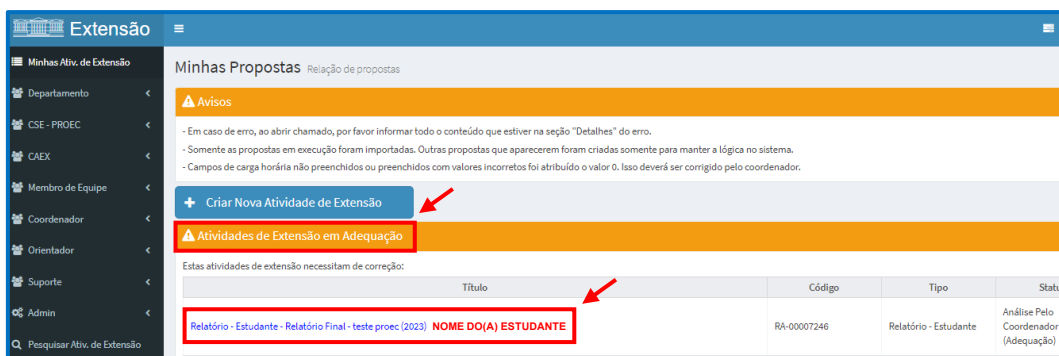 Extensão
Minhas Ativ. de Extensão
Departamento
CSE - PROEC
CAEX
Membro de Equipe
Coordenador
Orientador
Suporte
Admin
Pesquisar Ativ. de Extensão
Minhas Propostas Relação de propostas
Avisos
- Em caso de erro, ao abrir chamado, por favor informar todo o conteúdo que estiver na seção "Detalhes" do erro.
- Somente as propostas em execução foram importadas. Outras propostas que aparecerem foram criadas somente para manter a lógica no sistema.
- Campos de carga horária não preenchidos ou preenchidos com valores incorretos foi atribuído o valor 0. Isso deverá ser corrigido pelo coordenador.
+ Criar Nova Atividade de Extensão
Atividades de Extensão em Adequação
Estas atividades de extensão necessitam de correção:
Título Código Tipo Statu
Relatório - Estudante - Relatório Final - teste proec (2023) NOME DO(A) ESTUDANTE RA-00007246 Relatório - Estudante Análise Pelo
Coordenador
(Adequação)